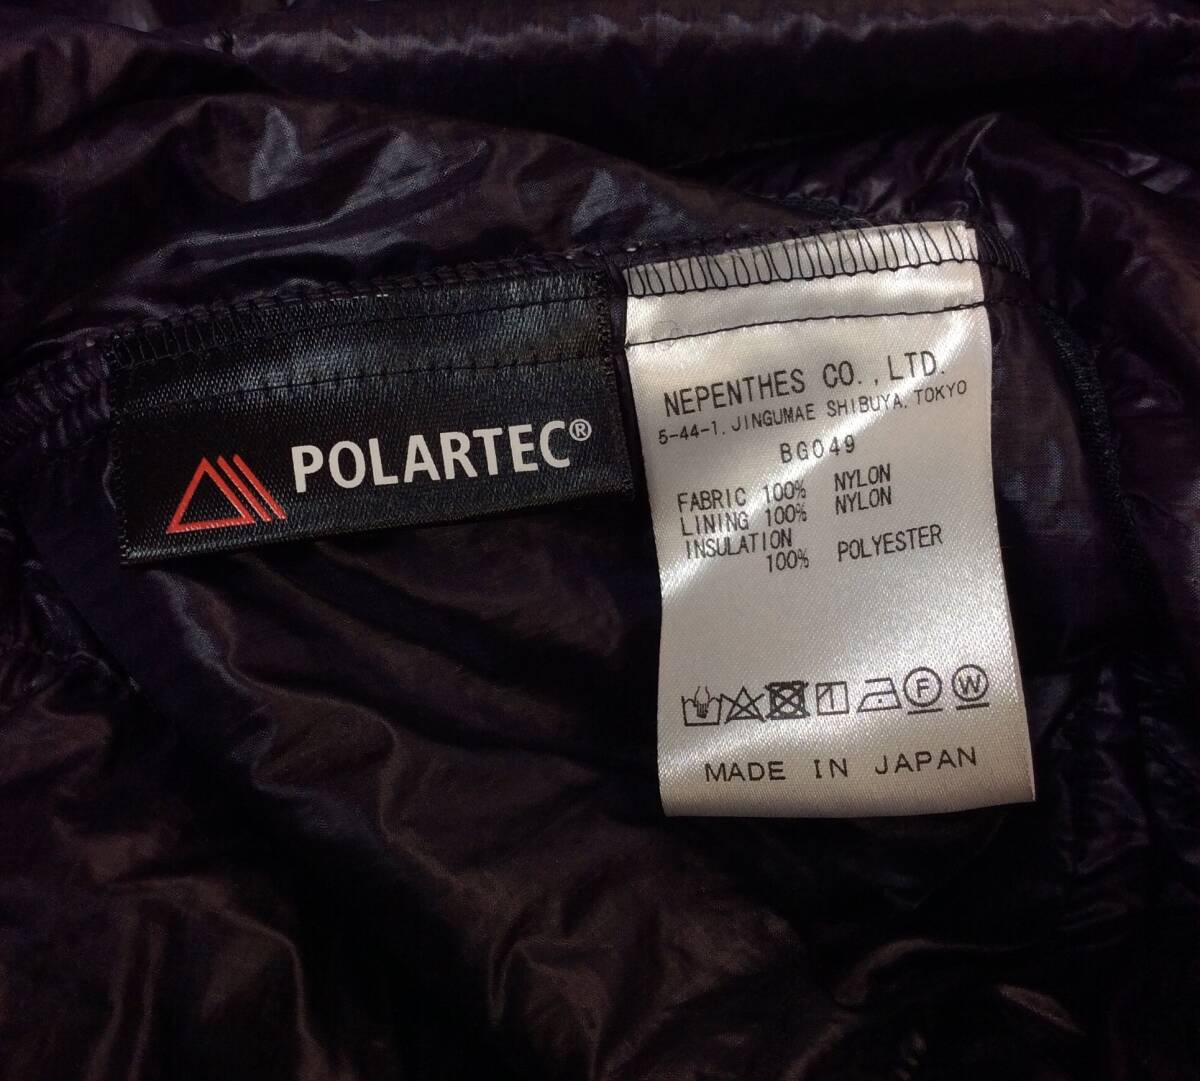 POLARTEC®
NEPENTHES CO.,LTD.
5-44-1.JINGUMAE SHIBUYA.TOKYO
BG049
FABRIC 100% NYLON
LINING 100% NYLON
INSULATION
100% POLYESTER
F W
MADE IN JAPAN